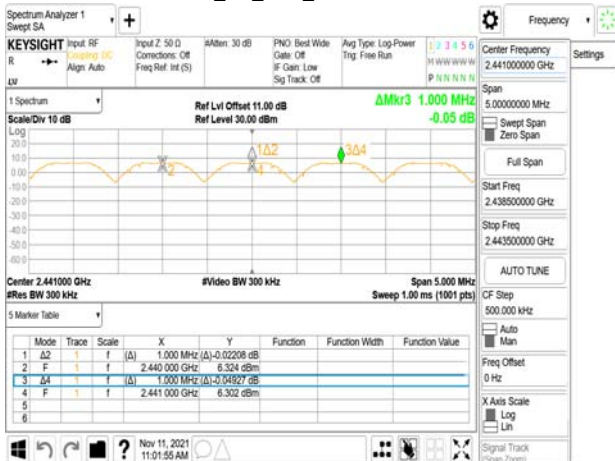 Spectrum Analyzer 1
Swept SA
+
Frequency
KEYSIGHT
R
Input: RF
Coupling: DC
Align: Auto
Input Z: 50 Ω
Corrections: Off
Freq Ref: Int (S)
#Atten: 30 dB
PNO: Best Wide
Gate: Off
IF Gain: Low
Sig Track: Off
Avg Type: Log-Power
Trig: Free Run
1 2 3 4 5 6
M W W W W W
P N N N N N
Center Frequency
2.441000000 GHz
Settings
Span
5.00000000 MHz
Swept Span
Zero Span
Full Span
Start Freq
2.438500000 GHz
Stop Freq
2.443500000 GHz
AUTO TUNE
CF Step
500.000 kHz
Auto
Man
Freq Offset
0 Hz
X Axis Scale
Log
Lin
Signal Track
(Span Zoom)
1 Spectrum
Scale/Div 10 dB
Ref Lvl Offset 11.00 dB
Ref Level 30.00 dBm
ΔMkr3 1.000 MHz
-0.05 dB
Log
20.0
10.0
0.00
-10.0
-20.0
-30.0
-40.0
-50.0
-60.0
2
1Δ2
4
3Δ4
Center 2.441000 GHz
#Res BW 300 kHz
#Video BW 300 kHz
Span 5.000 MHz
Sweep 1.00 ms (1001 pts)
5 Marker Table
Mode Trace Scale X Y Function Function Width Function Value
1 Δ2 1 f (Δ) 1.000 MHz (Δ) -0.02208 dB
2 F 1 f 2.440 000 GHz 6.324 dBm
3 Δ4 1 f (Δ) 1.000 MHz (Δ) -0.04927 dB
4 F 1 f 2.441 000 GHz 6.302 dBm
5
6
?
Nov 11, 2021
11:01:55 AM